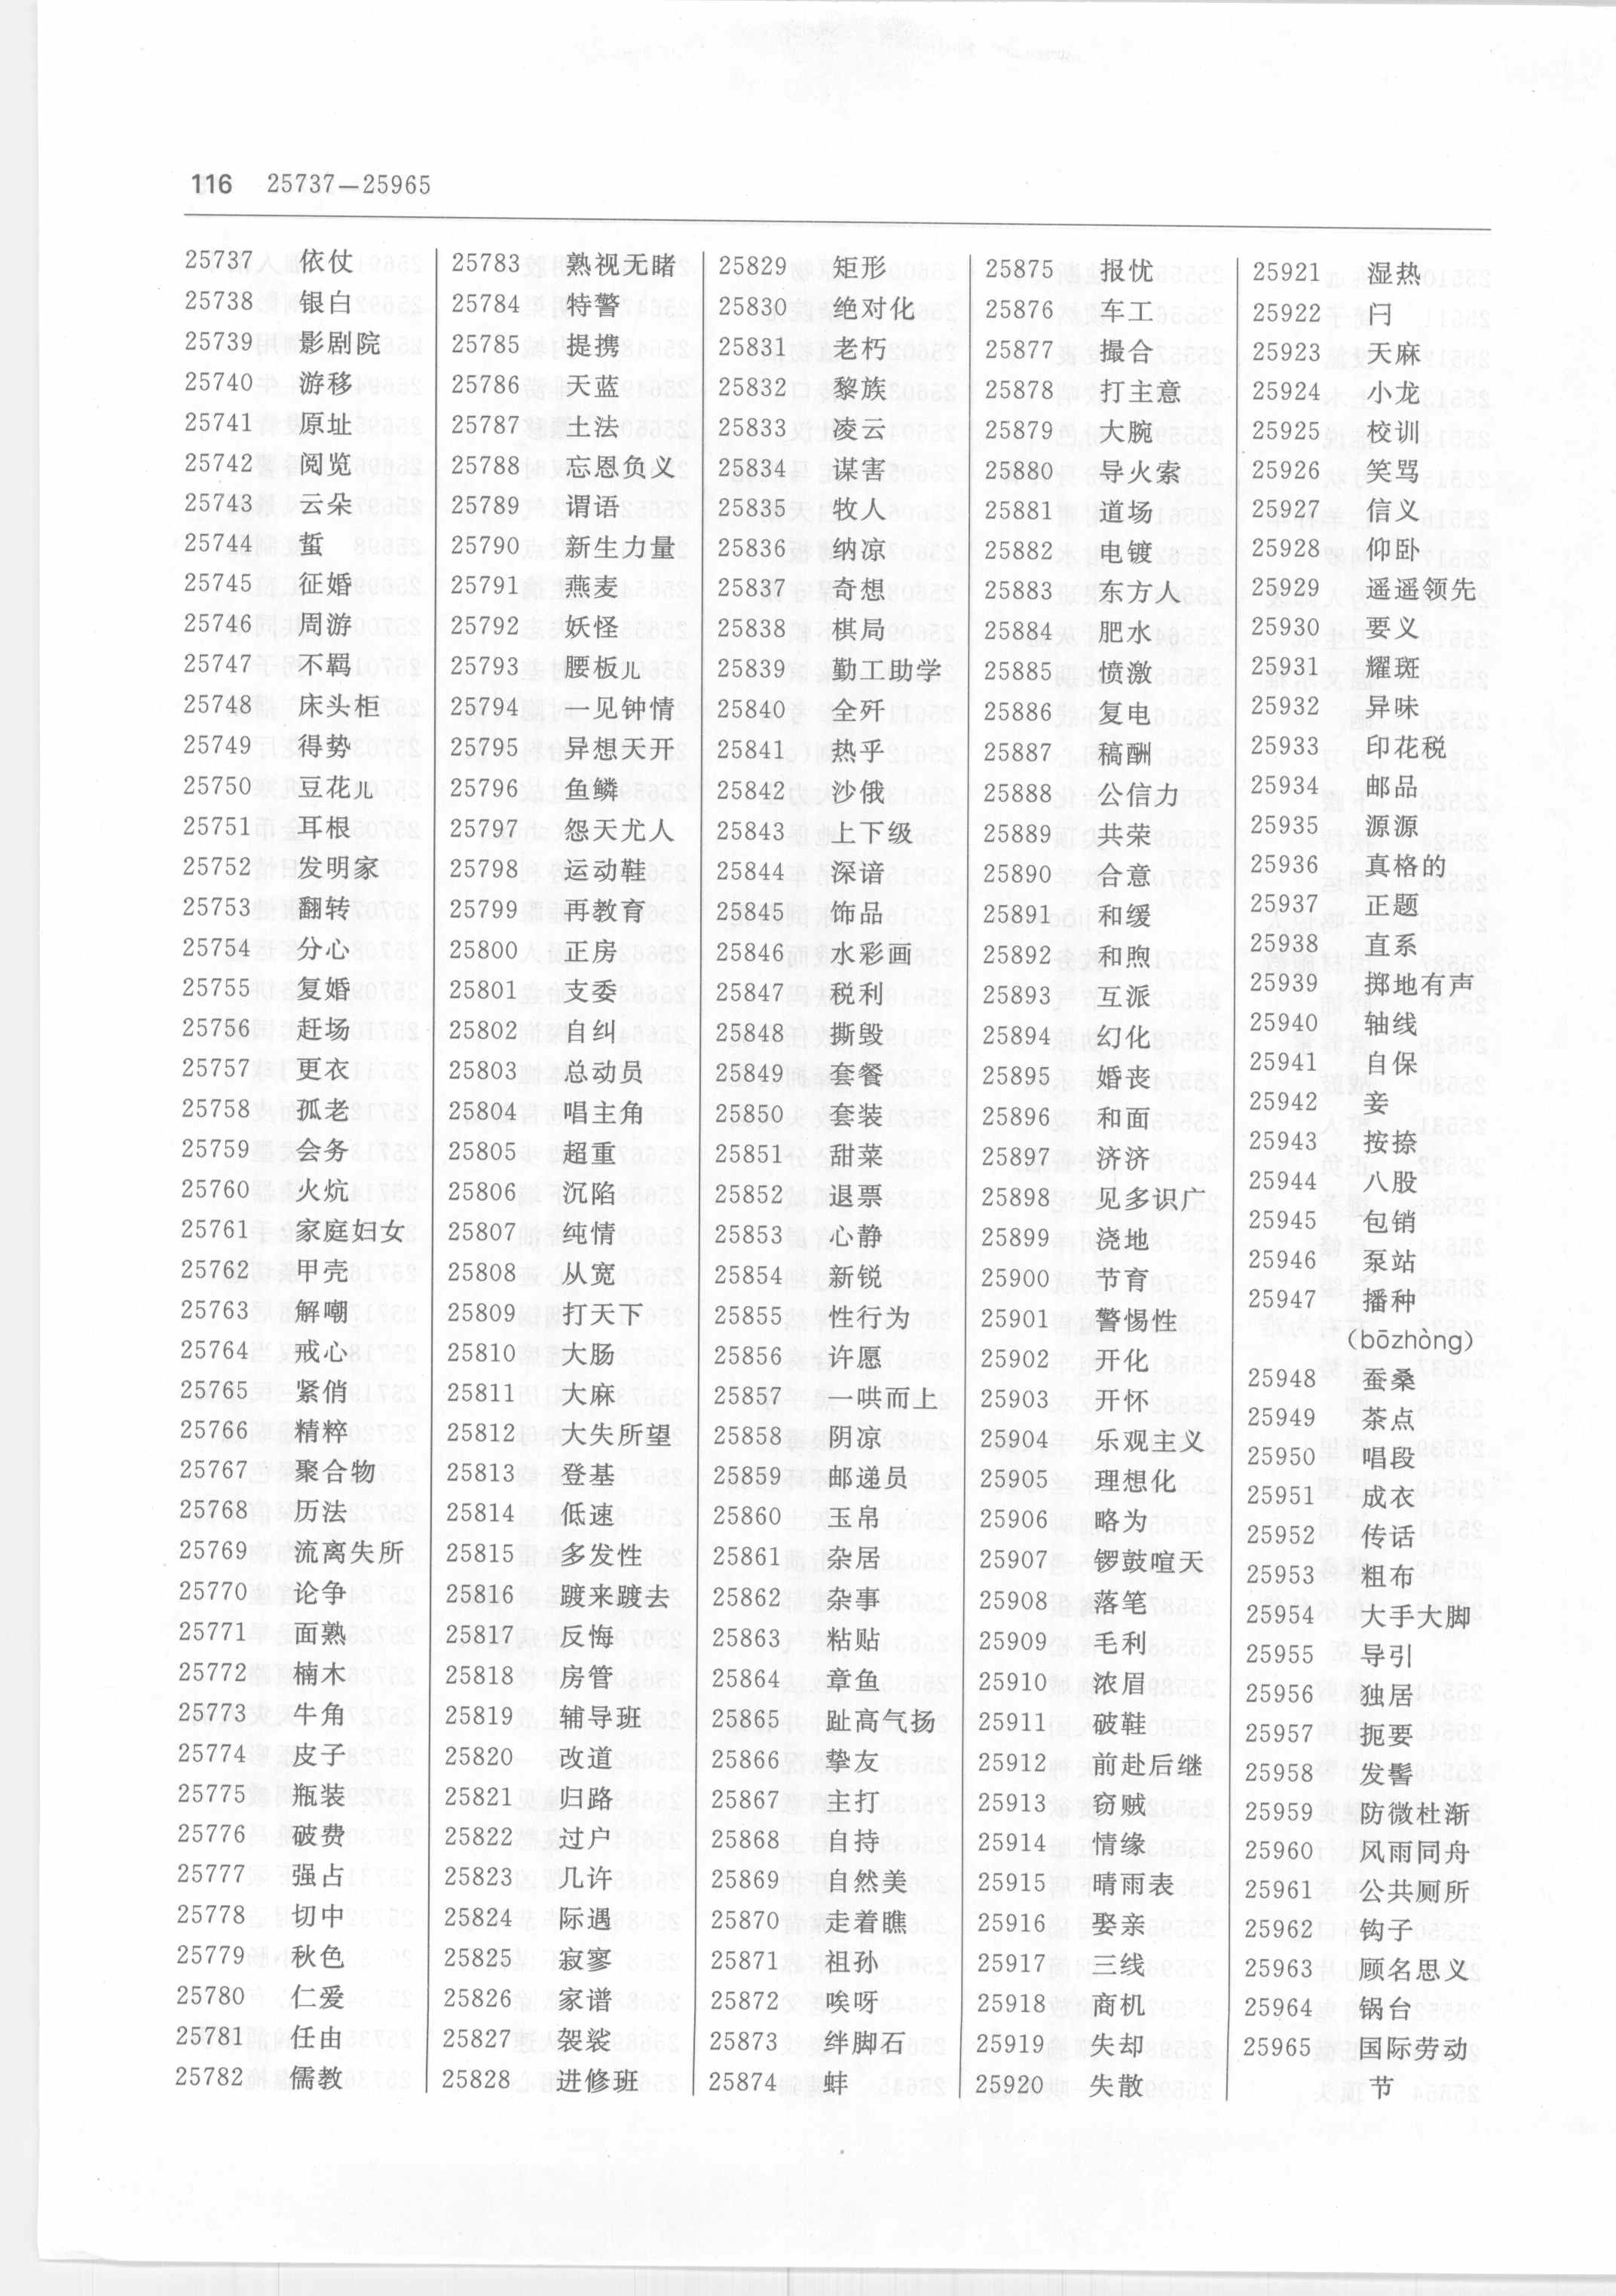 116 25737—25965
25737 依仗
25738 银白
25739 影剧院
25740 游移
25741 原址
25742 阅览
25743 云朵
25744 蜇
25745 征婚
25746 周游
25747 不羁
25748 床头柜
25749 得势
25750 豆花儿
25751 耳根
25752 发明家
25753 翻转
25754 分心
25755 复婚
25756 赶场
25757 更衣
25758 孤老
25759 会务
25760 火炕
25761 家庭妇女
25762 甲壳
25763 解嘲
25764 戒心
25765 紧俏
25766 精粹
25767 聚合物
25768 历法
25769 流离失所
25770 论争
25771 面熟
25772 楠木
25773 牛角
25774 皮子
25775 瓶装
25776 破费
25777 强占
25778 切中
25779 秋色
25780 仁爱
25781 任由
25782 儒教
25783 熟视无睹
25784 特警
25785 提携
25786 天蓝
25787 土法
25788 忘恩负义
25789 谓语
25790 新生力量
25791 燕麦
25792 妖怪
25793 腰板儿
25794 一见钟情
25795 异想天开
25796 鱼鳞
25797 怨天尤人
25798 运动鞋
25799 再教育
25800 正房
25801 支委
25802 自纠
25803 总动员
25804 唱主角
25805 超重
25806 沉陷
25807 纯情
25808 从宽
25809 打天下
25810 大肠
25811 大麻
25812 大失所望
25813 登基
25814 低速
25815 多发性
25816 踱来踱去
25817 反悔
25818 房管
25819 辅导班
25820 改道
25821 归路
25822 过户
25823 几许
25824 际遇
25825 寂寥
25826 家谱
25827 袈裟
25828 进修班
25829 矩形
25830 绝对化
25831 老朽
25832 黎族
25833 凌云
25834 谋害
25835 牧人
25836 纳凉
25837 奇想
25838 棋局
25839 勤工助学
25840 全歼
25841 热乎
25842 沙俄
25843 上下级
25844 深谙
25845 饰品
25846 水彩画
25847 税利
25848 撕毁
25849 套餐
25850 套装
25851 甜菜
25852 退票
25853 心静
25854 新锐
25855 性行为
25856 许愿
25857 一哄而上
25858 阴凉
25859 邮递员
25860 玉帛
25861 杂居
25862 杂事
25863 粘贴
25864 章鱼
25865 趾高气扬
25866 挚友
25867 主打
25868 自持
25869 自然美
25870 走着瞧
25871 祖孙
25872 唉呀
25873 绊脚石
25874 蚌
25875 报忧
25876 车工
25877 撮合
25878 打主意
25879 大腕
25880 导火索
25881 道场
25882 电镀
25883 东方人
25884 肥水
25885 愤激
25886 复电
25887 稿酬
25888 公信力
25889 共荣
25890 合意
25891 和缓
25892 和煦
25893 互派
25894 幻化
25895 婚丧
25896 和面
25897 济济
25898 见多识广
25899 浇地
25900 节育
25901 警惕性
25902 开化
25903 开怀
25904 乐观主义
25905 理想化
25906 略为
25907 锣鼓喧天
25908 落笔
25909 毛利
25910 浓眉
25911 破鞋
25912 前赴后继
25913 窃贼
25914 情缘
25915 晴雨表
25916 娶亲
25917 三线
25918 商机
25919 失却
25920 失散
25921 湿热
25922 闩
25923 天麻
25924 小龙
25925 校训
25926 笑骂
25927 信义
25928 仰卧
25929 遥遥领先
25930 要义
25931 耀斑
25932 异味
25933 印花税
25934 邮品
25935 源源
25936 真格的
25937 正题
25938 直系
25939 掷地有声
25940 轴线
25941 自保
25942 妾
25943 按捺
25944 八股
25945 包销
25946 泵站
25947 播种
(bōzhòng)
25948 蚕桑
25949 茶点
25950 唱段
25951 成衣
25952 传话
25953 粗布
25954 大手大脚
25955 导引
25956 独居
25957 扼要
25958 发髻
25959 防微杜渐
25960 风雨同舟
25961 公共厕所
25962 钩子
25963 顾名思义
25964 锅台
25965 国际劳动
节